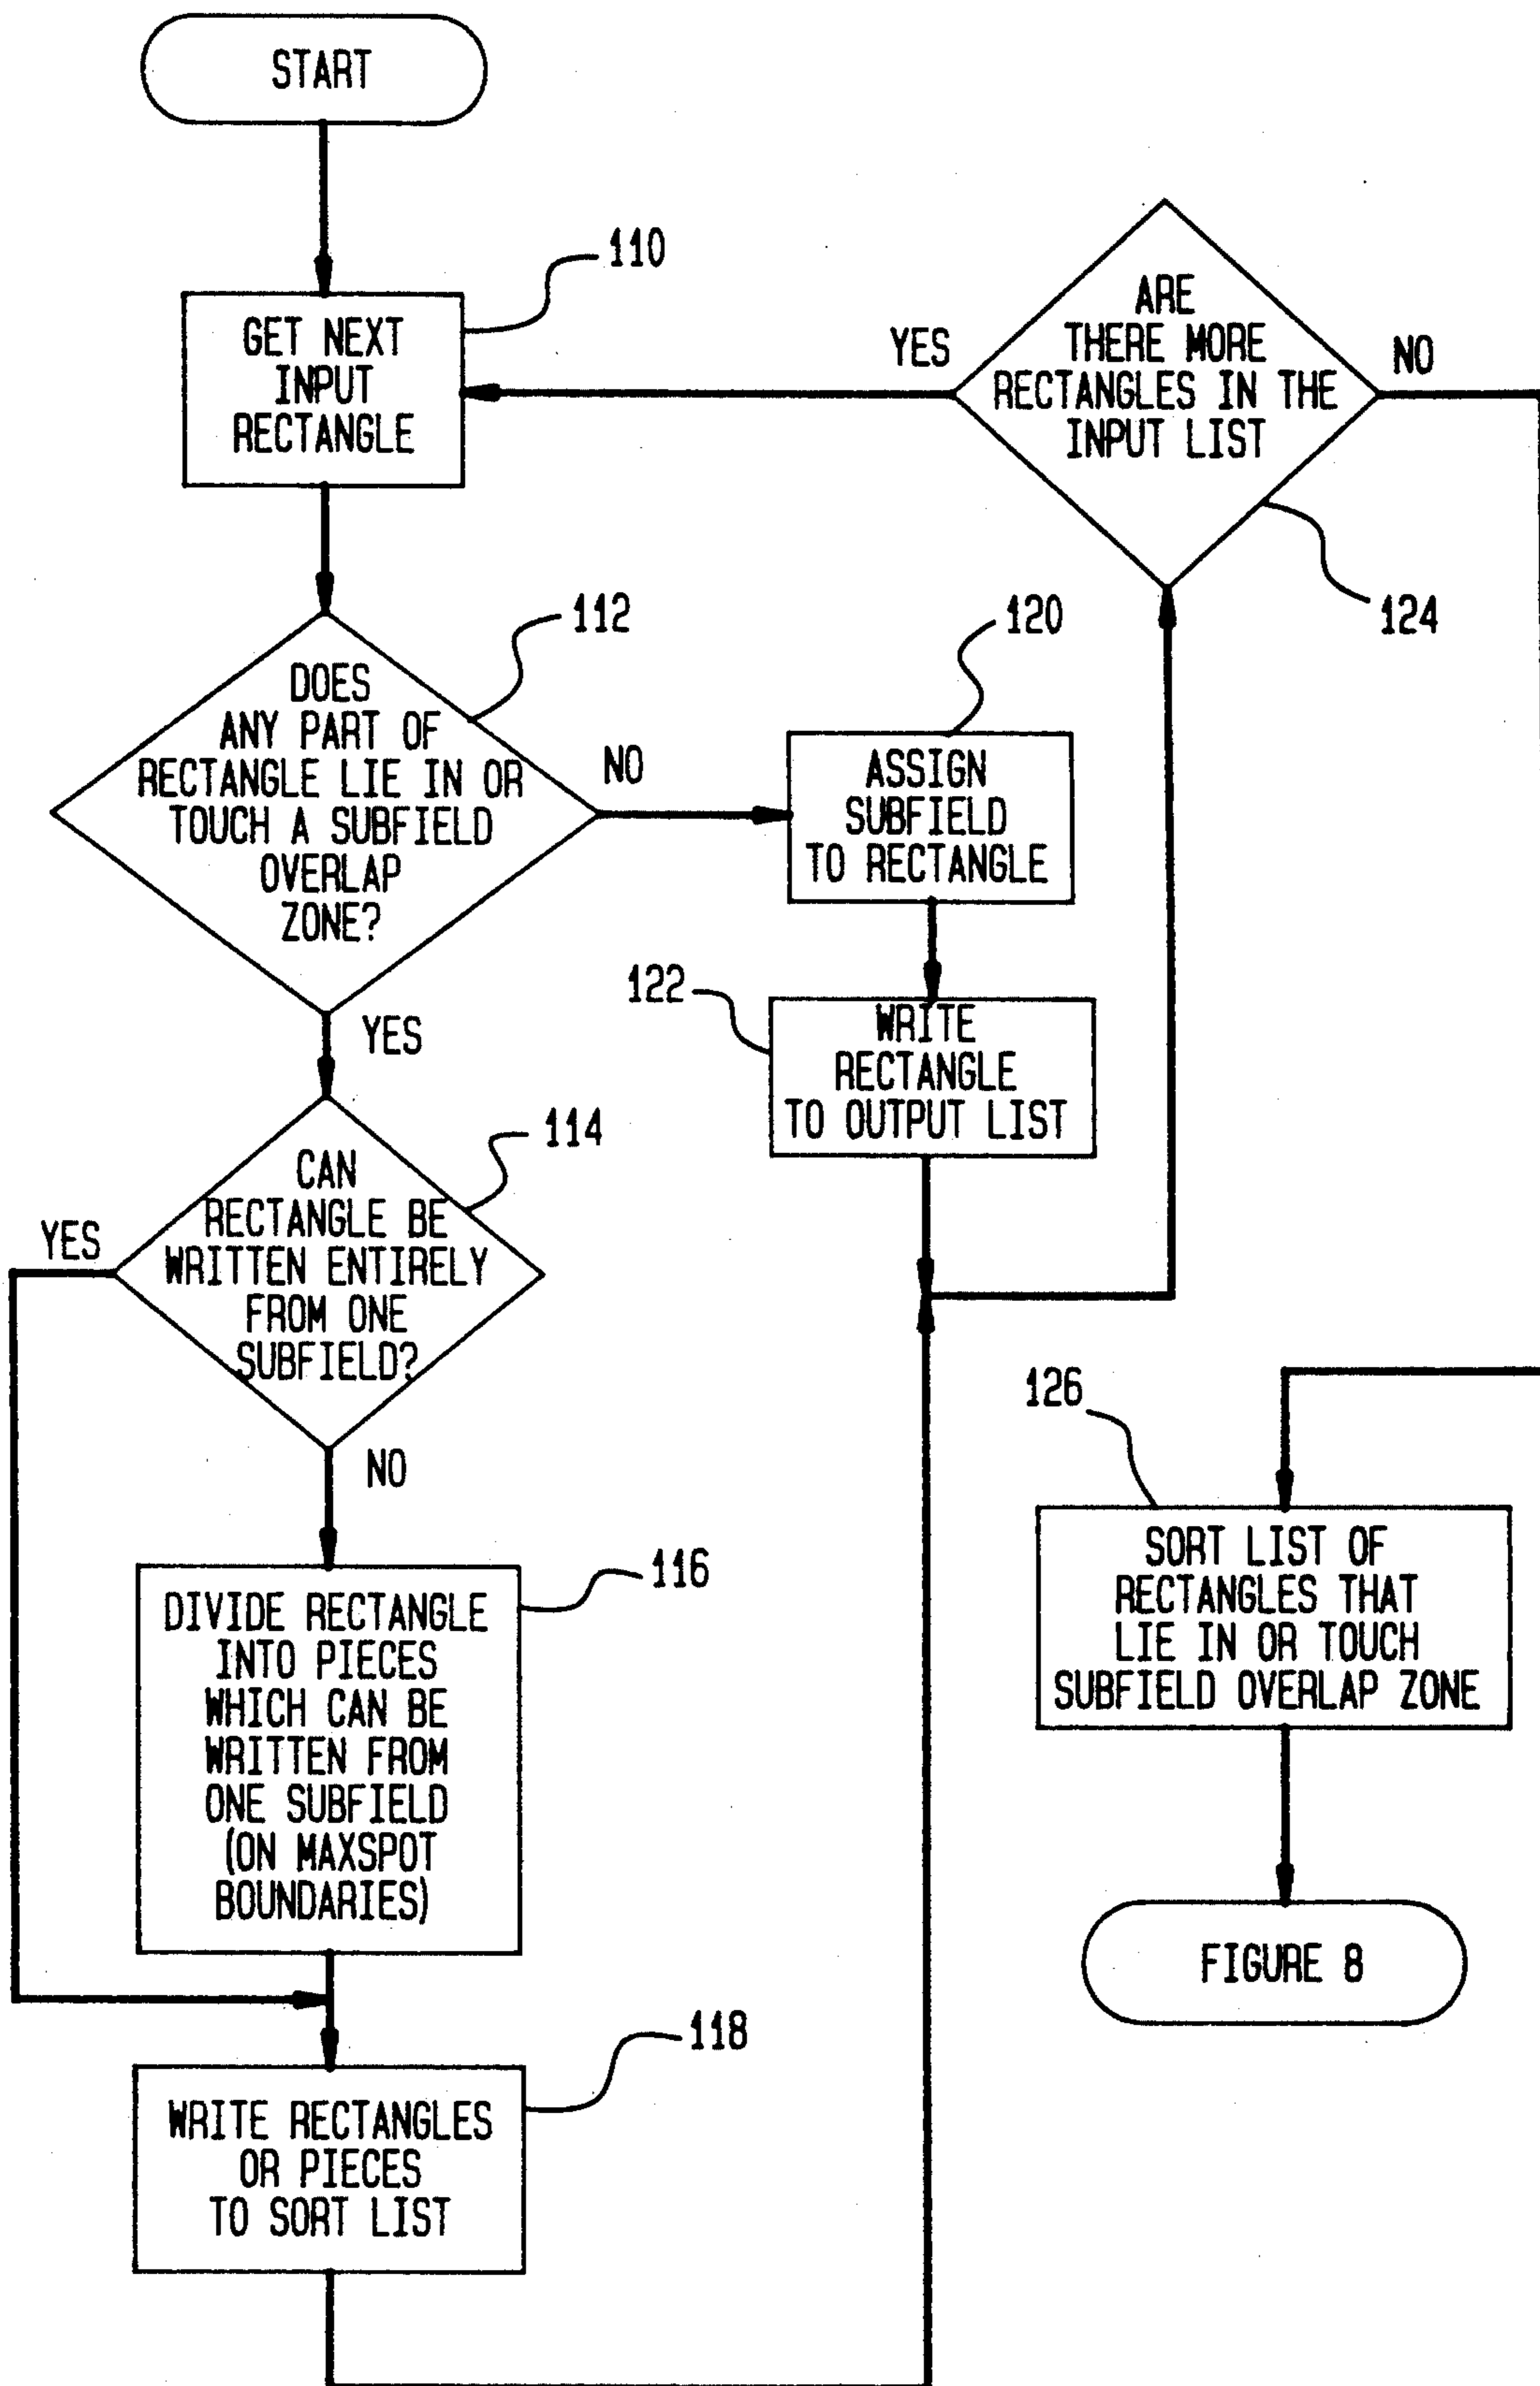 START
110
GET NEXT
INPUT
RECTANGLE
112
DOES
ANY PART OF
RECTANGLE LIE IN OR
TOUCH A SUBFIELD
OVERLAP
ZONE?
NO
YES
114
CAN
RECTANGLE BE
WRITTEN ENTIRELY
FROM ONE
SUBFIELD?
YES
NO
116
DIVIDE RECTANGLE
INTO PIECES
WHICH CAN BE
WRITTEN FROM
ONE SUBFIELD
(ON MAXSPOT
BOUNDARIES)
118
WRITE RECTANGLES
OR PIECES
TO SORT LIST
120
ASSIGN
SUBFIELD
TO RECTANGLE
122
WRITE
RECTANGLE
TO OUTPUT LIST
ARE
THERE MORE
RECTANGLES IN THE
INPUT LIST
YES
NO
124
126
SORT LIST OF
RECTANGLES THAT
LIE IN OR TOUCH
SUBFIELD OVERLAP ZONE
FIGURE 8